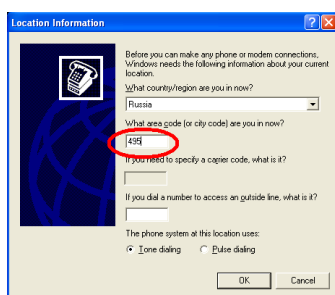 Location Information
Before you can make any phone or modem connections,
Windows needs the following information about your current
location.
What country/region are you in now?
Russia
What area code (or city code) are you in now?
495
If you need to specify a carrier code, what is it?
If you dial a number to access an outside line, what is it?
The phone system at this location uses:
Tone dialing Pulse dialing
OK Cancel